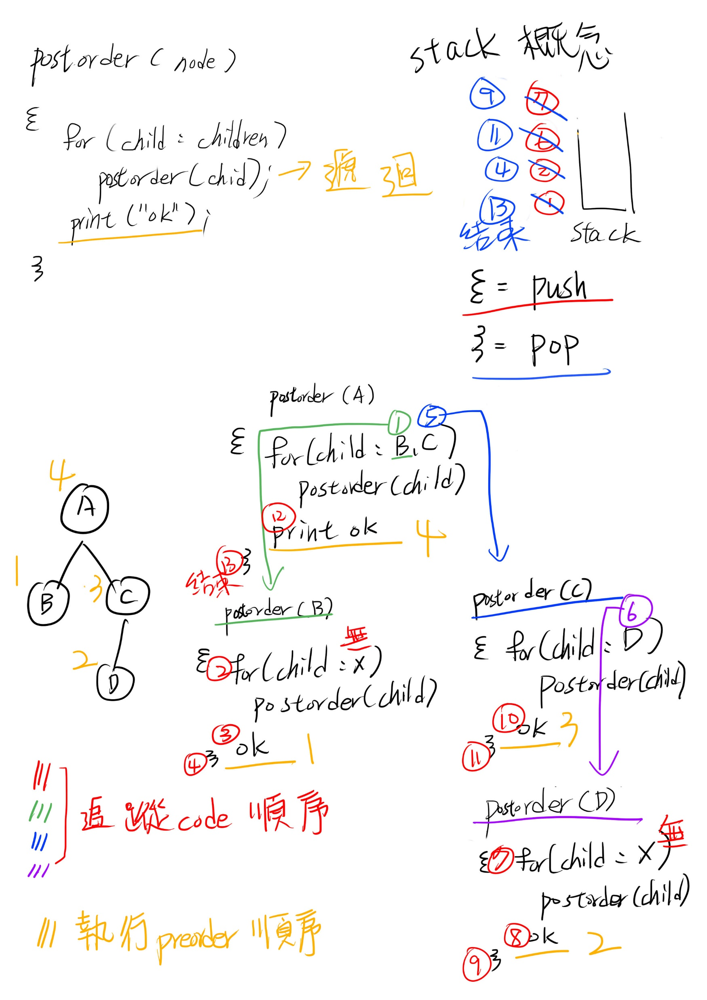 postorder ( node )
{
for (child : children)
postorder (chid); → 遞迴
print ("ok");
}
stack 概念
9 7
11 6
4 2
13 1
結束 stack
{ = push
} = pop
postorder (A)
1 5
{ for (child : B, C)
postorder (child)
12
print ok 4
13 }
結束
4
A
1 B 3 C
2 D
postorder (B)
無
{ 2 for (child : X)
postorder (child)
3 ok 1
4 }
postorder (C)
6
{ for (child : D)
postorder (child)
10 ok 3
11 }
postorder (D)
無
{ 7 for (child : X)
postorder (child)
8 ok 2
9 }
追蹤code 順序
執行preorder 順序